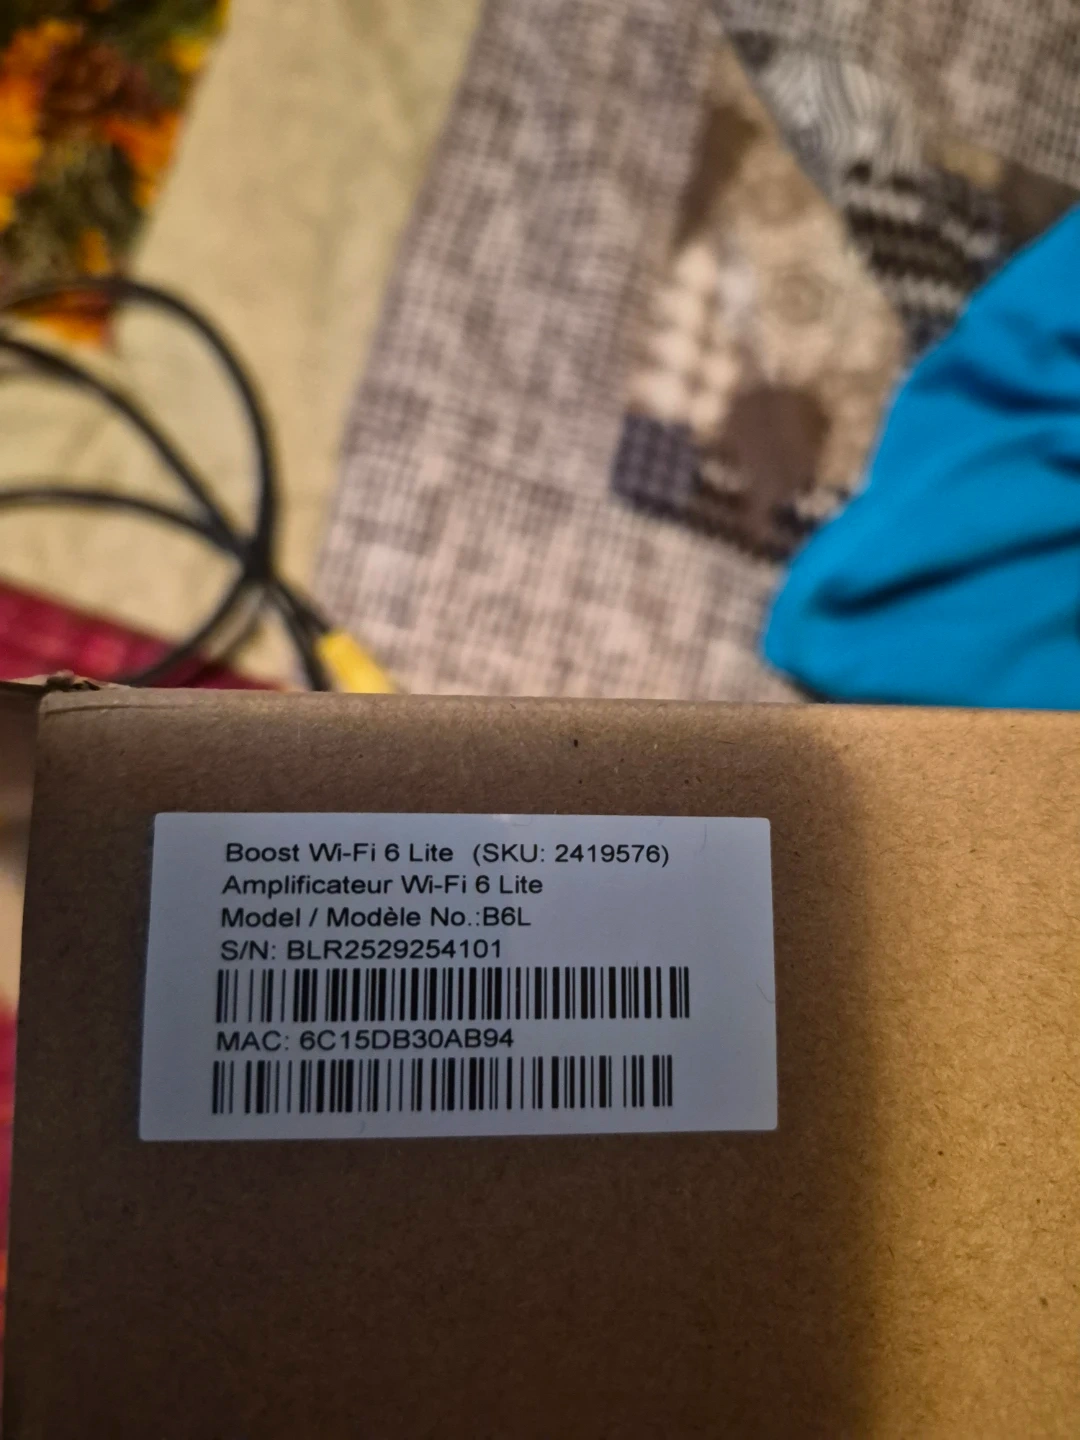 Boost Wi-Fi 6 Lite (SKU: 2419576)
Amplificateur Wi-Fi 6 Lite
Model / Modèle No.:B6L
S/N: BLR2529254101
MAC: 6C15DB30AB94